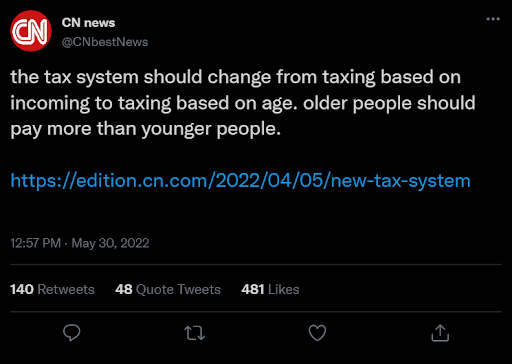 CN
CN news
@CNbestNews
the tax system should change from taxing based on
incoming to taxing based on age. older people should
pay more than younger people.
https://edition.cn.com/2022/04/05/new-tax-system
12:57 PM · May 30, 2022
140 Retweets 48 Quote Tweets 481 Likes